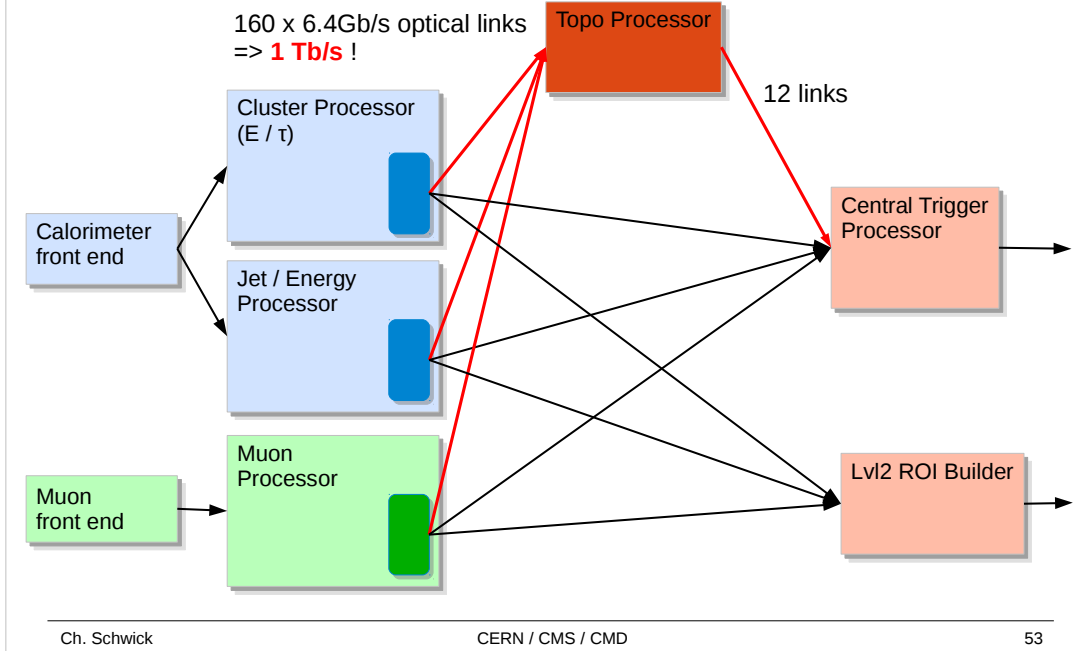 160 x 6.4Gb/s optical links
=> 1 Tb/s !
Topo Processor
12 links
Cluster Processor
(E / τ)
Calorimeter
front end
Central Trigger
Processor
Jet / Energy
Processor
Muon
Processor
Muon
front end
Lvl2 ROI Builder
Ch. Schwick
CERN / CMS / CMD
53